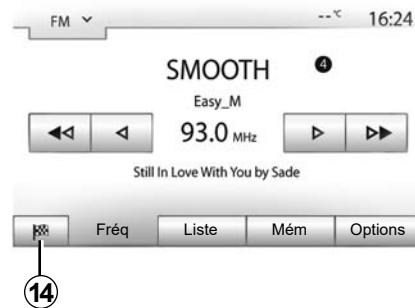 FM --°C 16:24
SMOOTH 4
Easy_M
93.0 MHz
Still In Love With You by Sade
Fréq Liste Mém Options
14